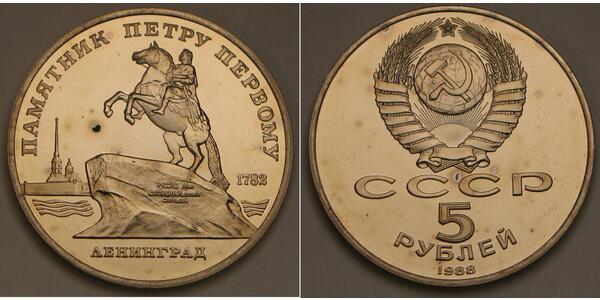 ПАМЯТНИК ПЕТРУ ПЕРВОМУ
1782
ЛЕНИНГРАД
СССР
5
РУБЛЕЙ
1988